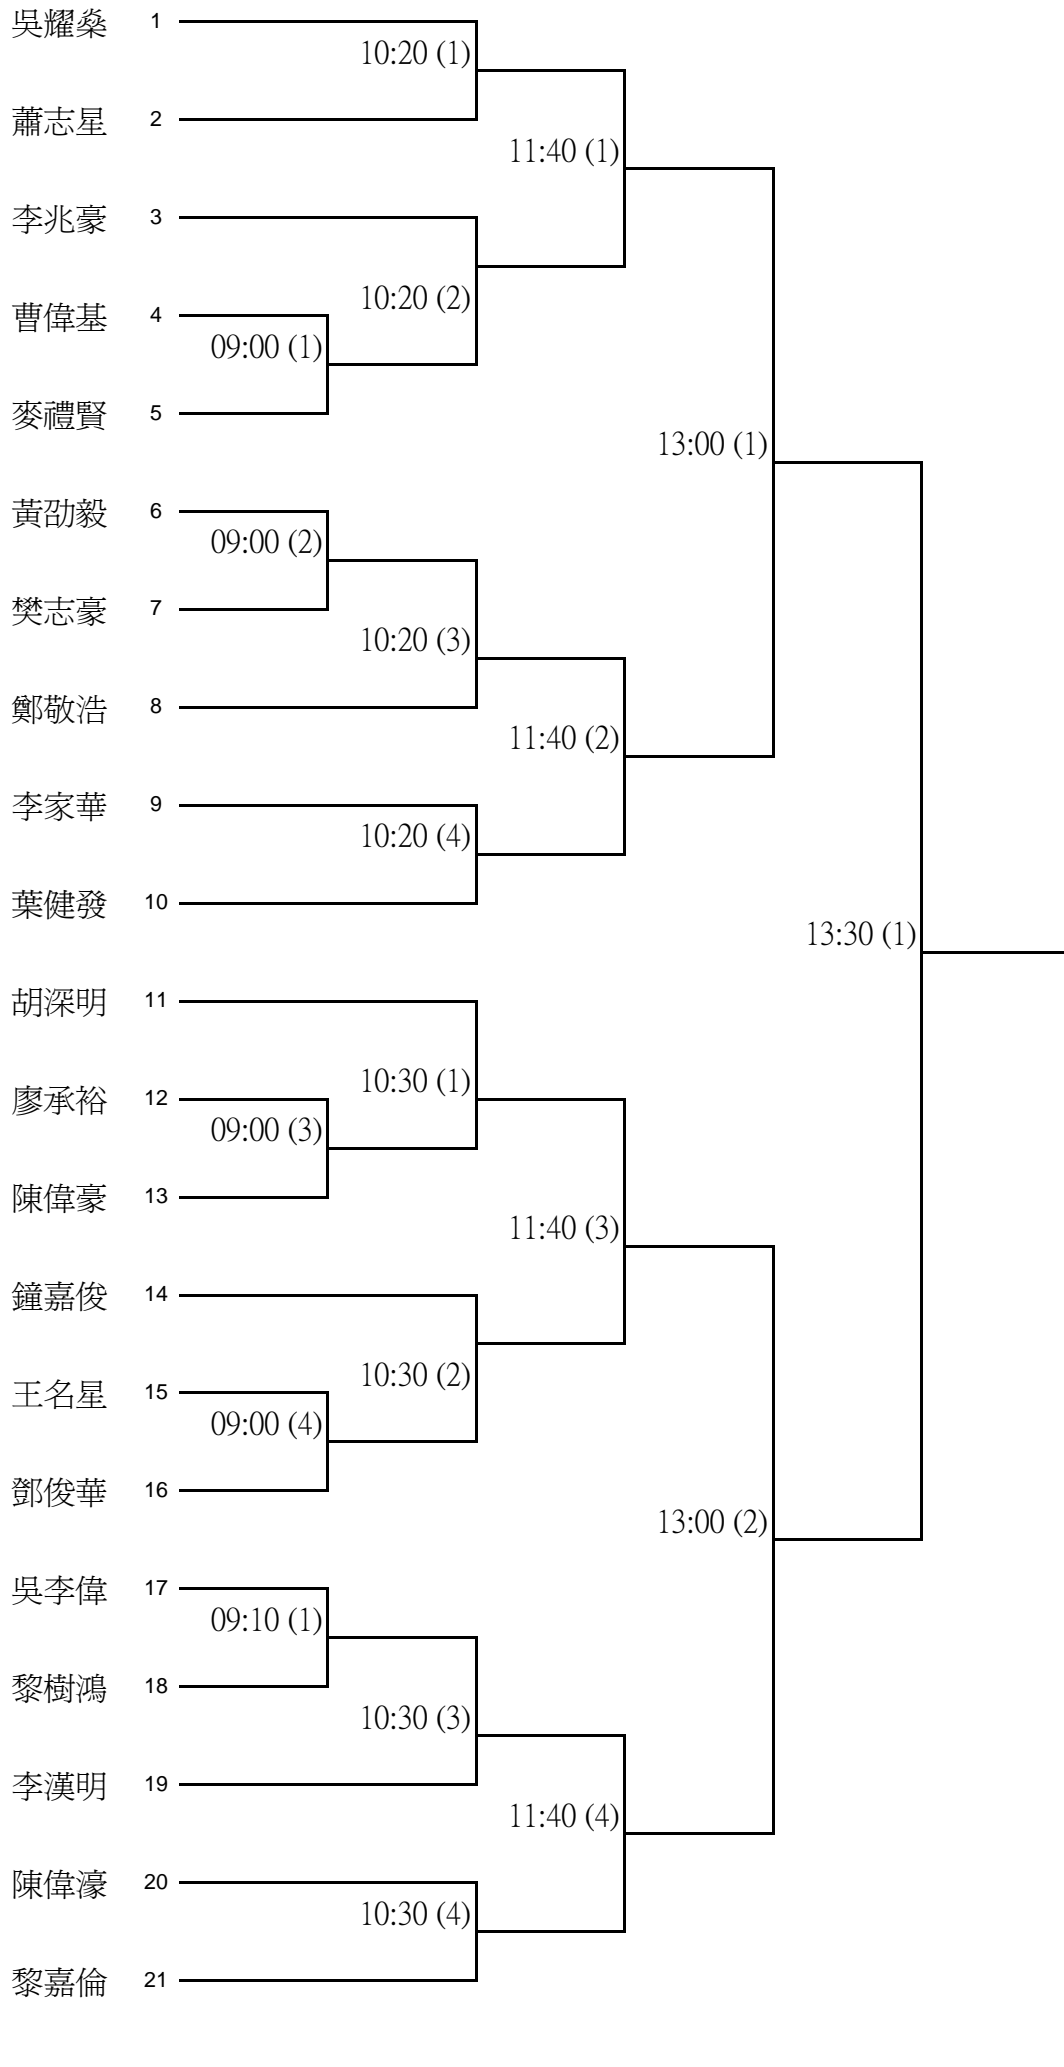 吳耀燊 1
10:20 (1)
蕭志星 2
11:40 (1)
李兆豪 3
10:20 (2)
曹偉基 4
09:00 (1)
麥禮賢 5
13:00 (1)
黃劭毅 6
09:00 (2)
樊志豪 7
10:20 (3)
鄭敬浩 8
11:40 (2)
李家華 9
10:20 (4)
葉健發 10
13:30 (1)
胡深明 11
10:30 (1)
廖承裕 12
09:00 (3)
陳偉豪 13
11:40 (3)
鐘嘉俊 14
10:30 (2)
王名星 15
09:00 (4)
鄧俊華 16
13:00 (2)
吳李偉 17
09:10 (1)
黎樹鴻 18
10:30 (3)
李漢明 19
11:40 (4)
陳偉濠 20
10:30 (4)
黎嘉倫 21